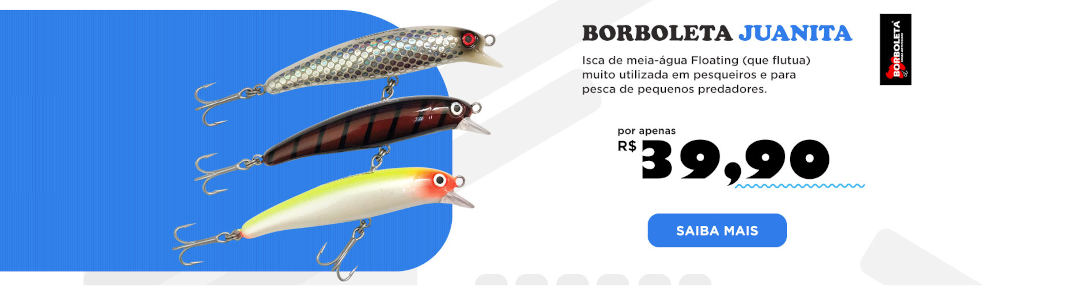 BORBOLETA JUANITA
Isca de meia-água Floating (que flutua)
muito utilizada em pesqueiros e para
pesca de pequenos predadores.
BORBOLETA
por apenas
R$ 39,90
SAIBA MAIS